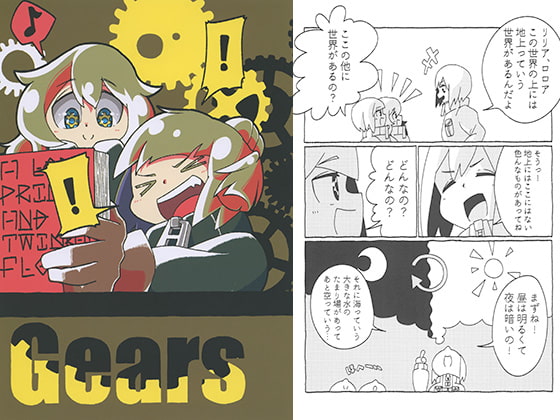 A L
PRI
AND
TWIN
FLO
Gears
リリア、コロア
この世界の上には
地上っていう
世界があるんだよ
ここの他に
世界があるの?
そうっー
地上にはここにはない
色んなものがあってね
どんなの?
どんなの?
まずね!
昼は明るくて
夜は暗いの!
それに海っていう
大きな水の
たまり場があって
あと空っていう…